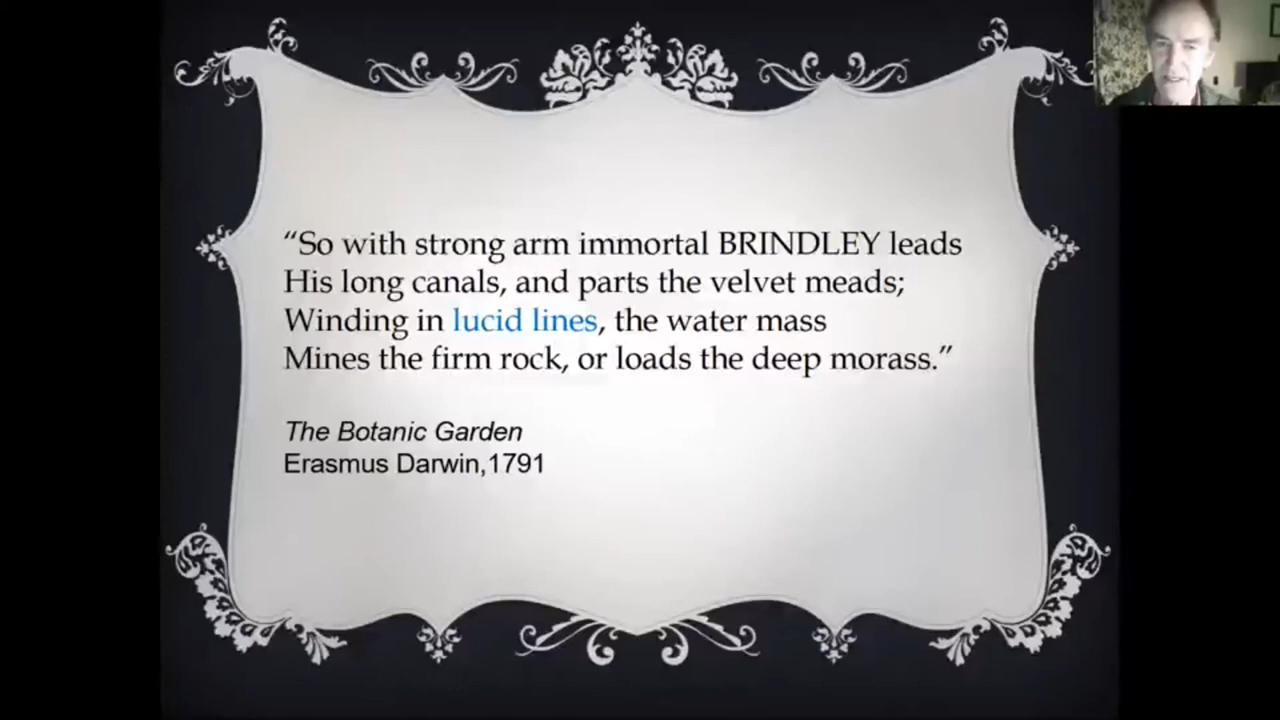 “So with strong arm immortal BRINDLEY leads
His long canals, and parts the velvet meads;
Winding in lucid lines, the water mass
Mines the firm rock, or loads the deep morass.”
The Botanic Garden
Erasmus Darwin,1791